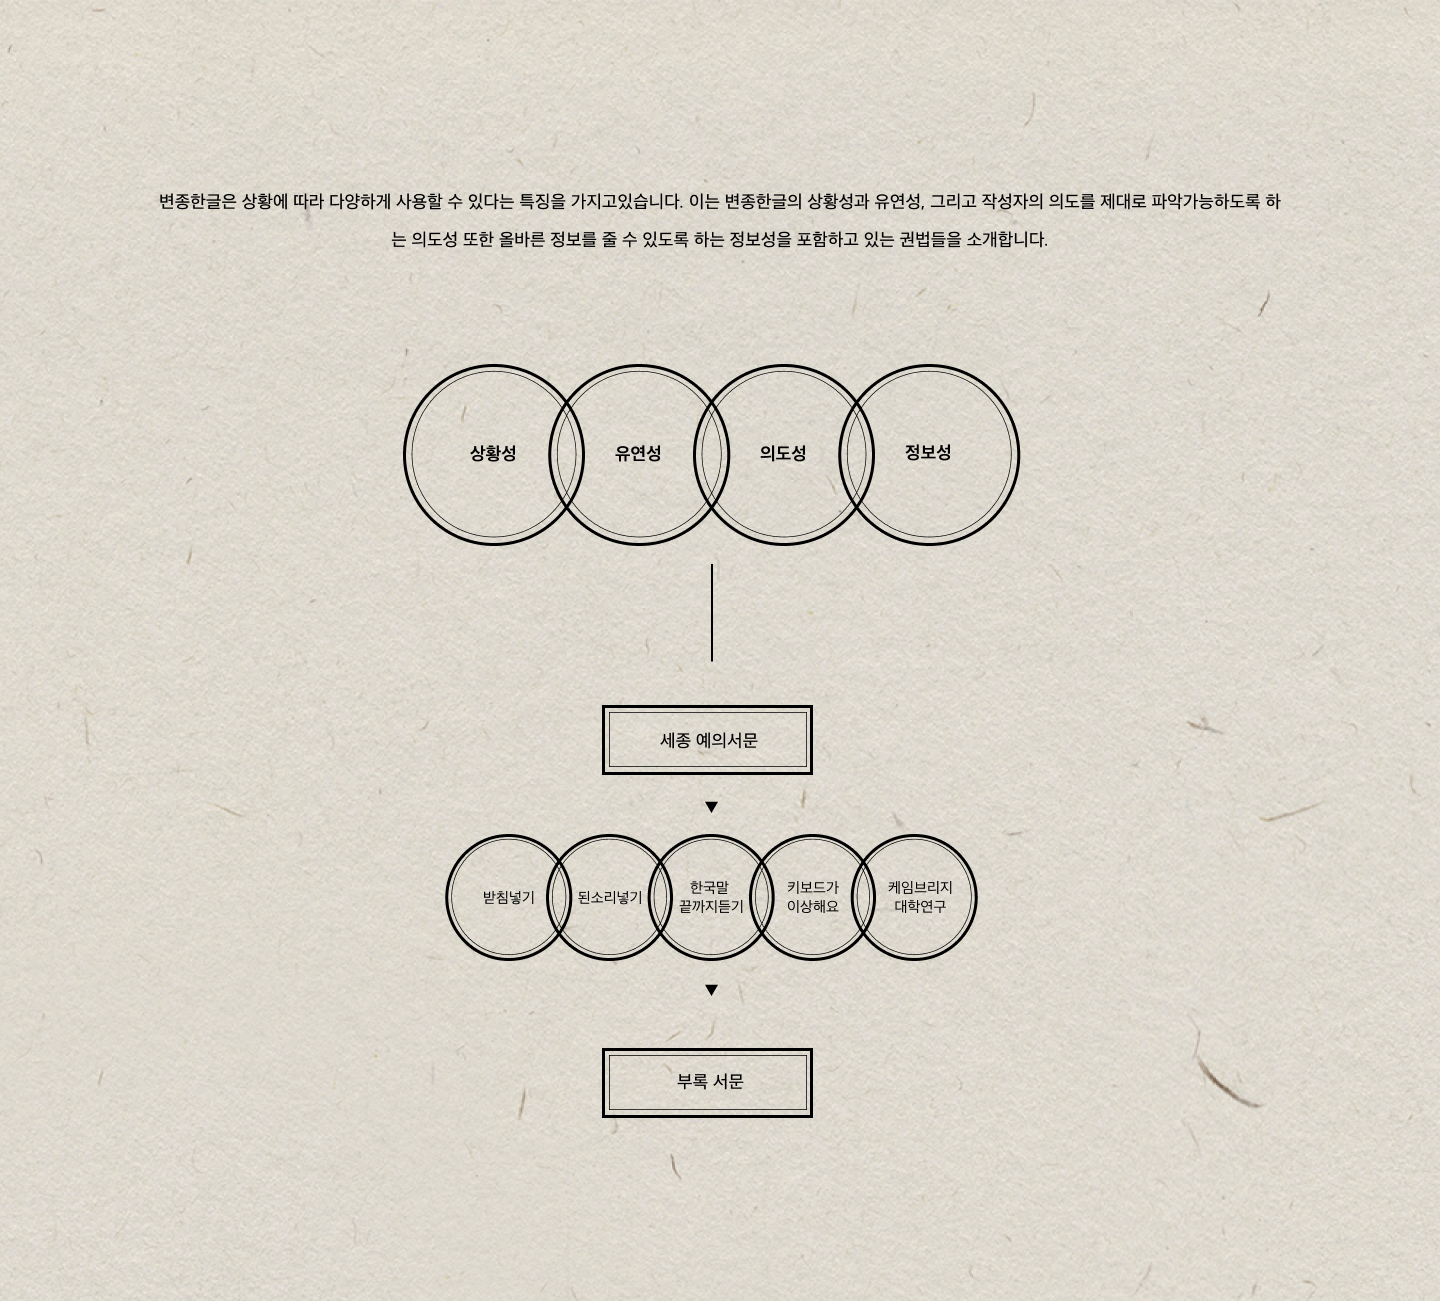 변종한글은 상황에 따라 다양하게 사용할 수 있다는 특징을 가지고있습니다. 이는 변종한글의 상황성과 유연성, 그리고 작성자의 의도를 제대로 파악가능하도록 하
는 의도성 또한 올바른 정보를 줄 수 있도록 하는 정보성을 포함하고 있는 권법들을 소개합니다.
상황성
유연성
의도성
정보성
세종 예의서문
받침넣기
된소리넣기
한국말
끝까지듣기
키보드가
이상해요
케임브리지
대학연구
부록 서문